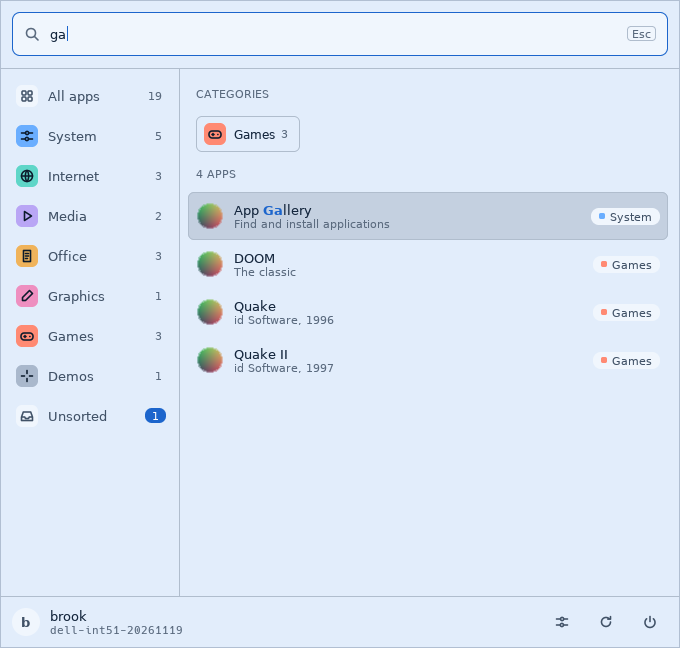 ga
Esc
All apps 19
System 5
Internet 3
Media 2
Office 3
Graphics 1
Games 3
Demos 1
Unsorted 1
CATEGORIES
Games 3
4 APPS
App Gallery
Find and install applications
System
DOOM
The classic
Games
Quake
id Software, 1996
Games
Quake II
id Software, 1997
Games
b
brook
dell-int51-20261119